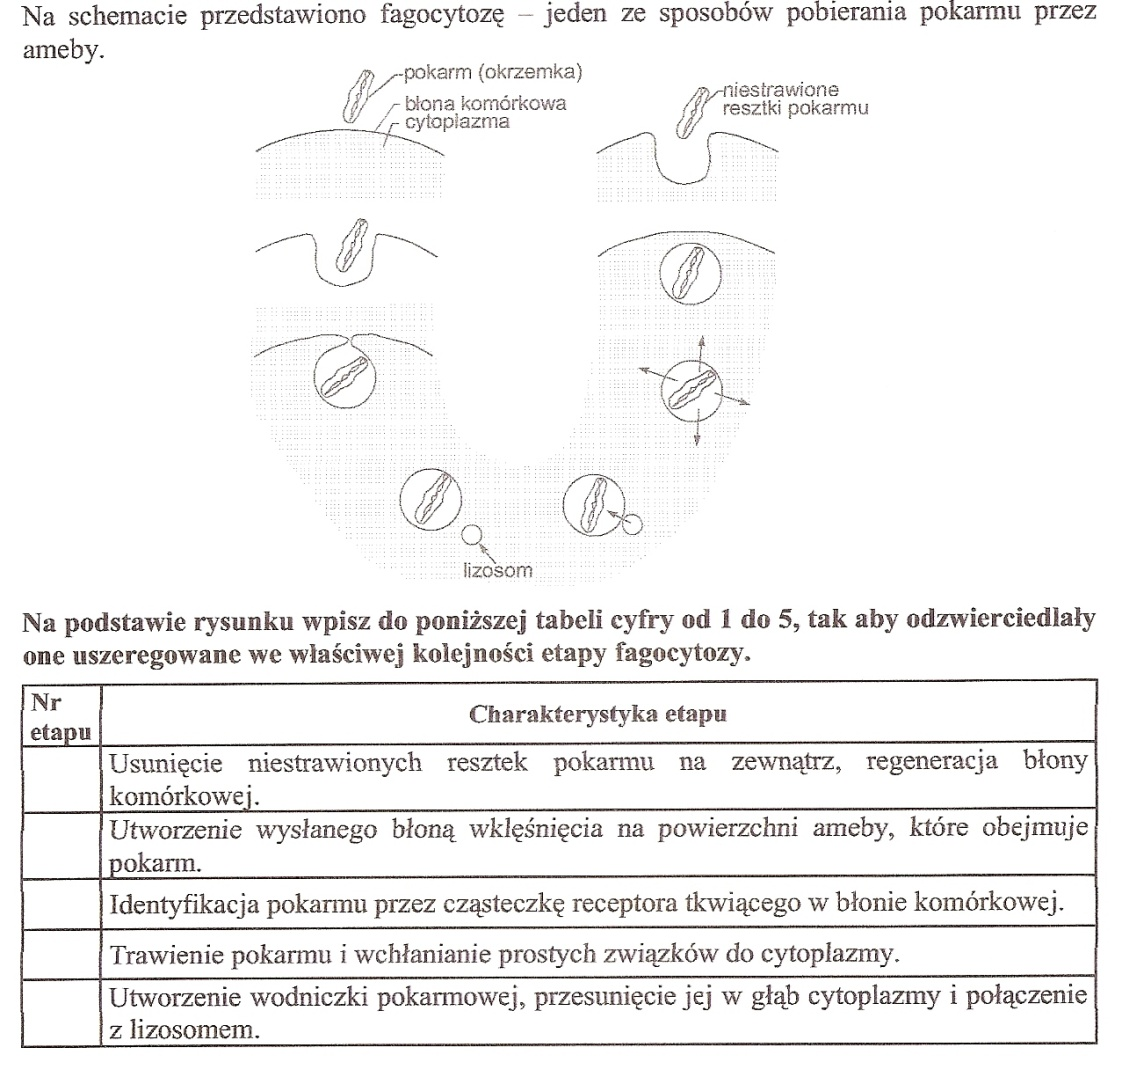 Na schemacie przedstawiono fagocytozę – jeden ze sposobów pobierania pokarmu przez
ameby.
pokarm (okrzemka)
błona komórkowa
cytoplazma
niestrawione
resztki pokarmu
lizosom
Na podstawie rysunku wpisz do poniższej tabeli cyfry od 1 do 5, tak aby odzwierciedlały
one uszeregowane we właściwej kolejności etapy fagocytozy.
Nr
etapu
Charakterystyka etapu
Usunięcie niestrawionych resztek pokarmu na zewnątrz, regeneracja błony
komórkowej.
Utworzenie wysłanego błoną wklęśnięcia na powierzchni ameby, które obejmuje
pokarm.
Identyfikacja pokarmu przez cząsteczkę receptora tkwiącego w błonie komórkowej.
Trawienie pokarmu i wchłanianie prostych związków do cytoplazmy.
Utworzenie wodniczki pokarmowej, przesunięcie jej w głąb cytoplazmy i połączenie
z lizosomem.